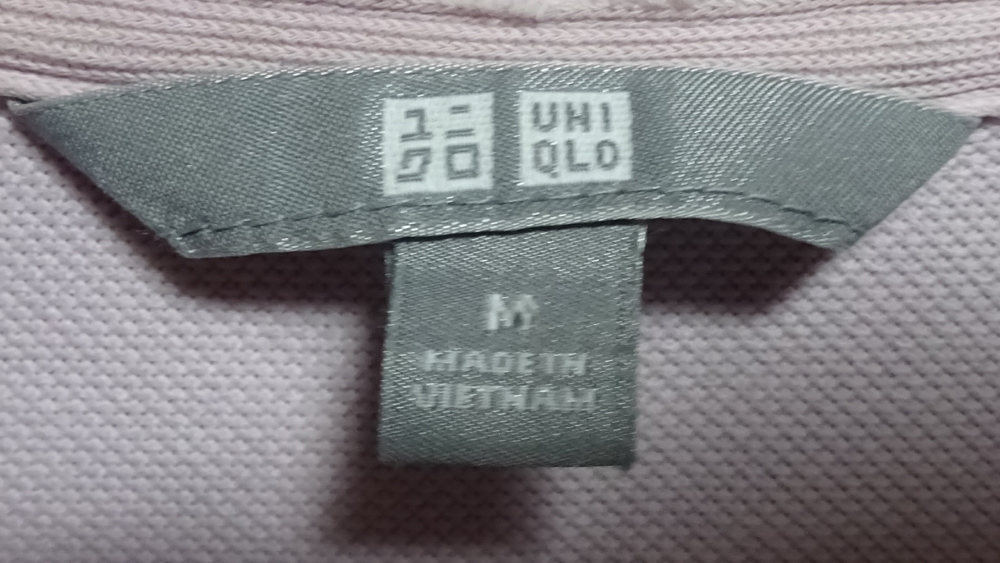 ユニ
クロ
UNI
QLO
M
MADE IN
VIETNAM